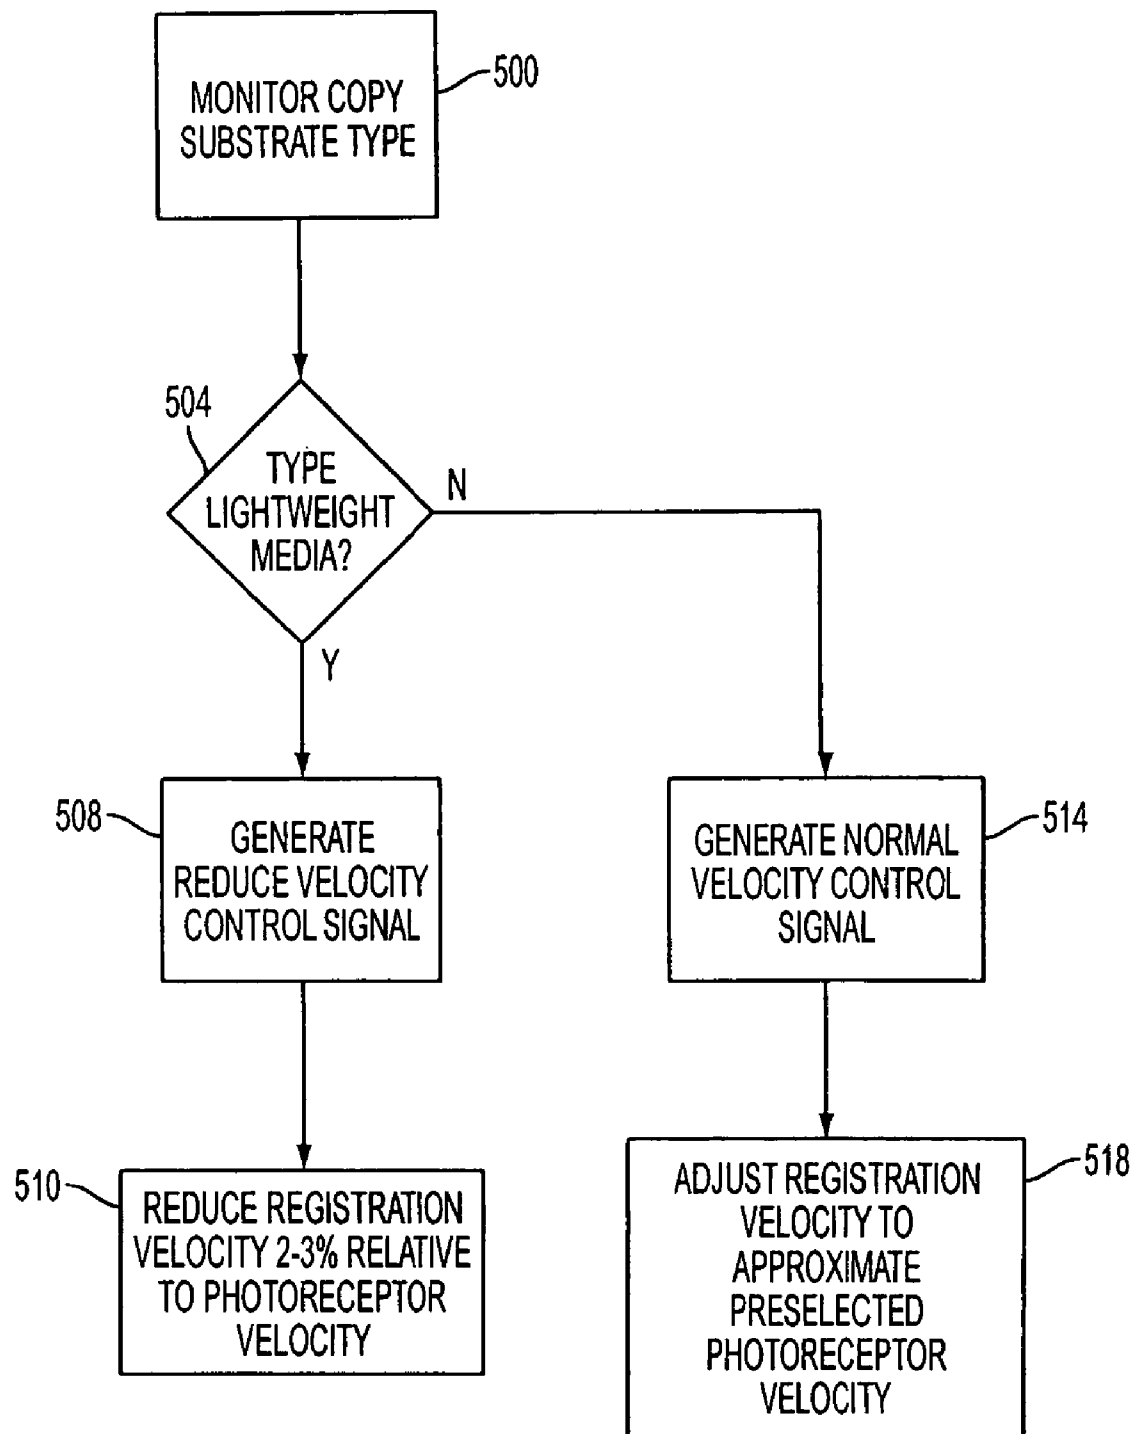 MONITOR COPY
SUBSTRATE TYPE
500
504
TYPE
LIGHTWEIGHT
MEDIA?
N
Y
508
GENERATE
REDUCE VELOCITY
CONTROL SIGNAL
GENERATE NORMAL
VELOCITY CONTROL
SIGNAL
514
510
REDUCE REGISTRATION
VELOCITY 2-3% RELATIVE
TO PHOTORECEPTOR
VELOCITY
ADJUST REGISTRATION
VELOCITY TO
APPROXIMATE
PRESELECTED
PHOTORECEPTOR
VELOCITY
518